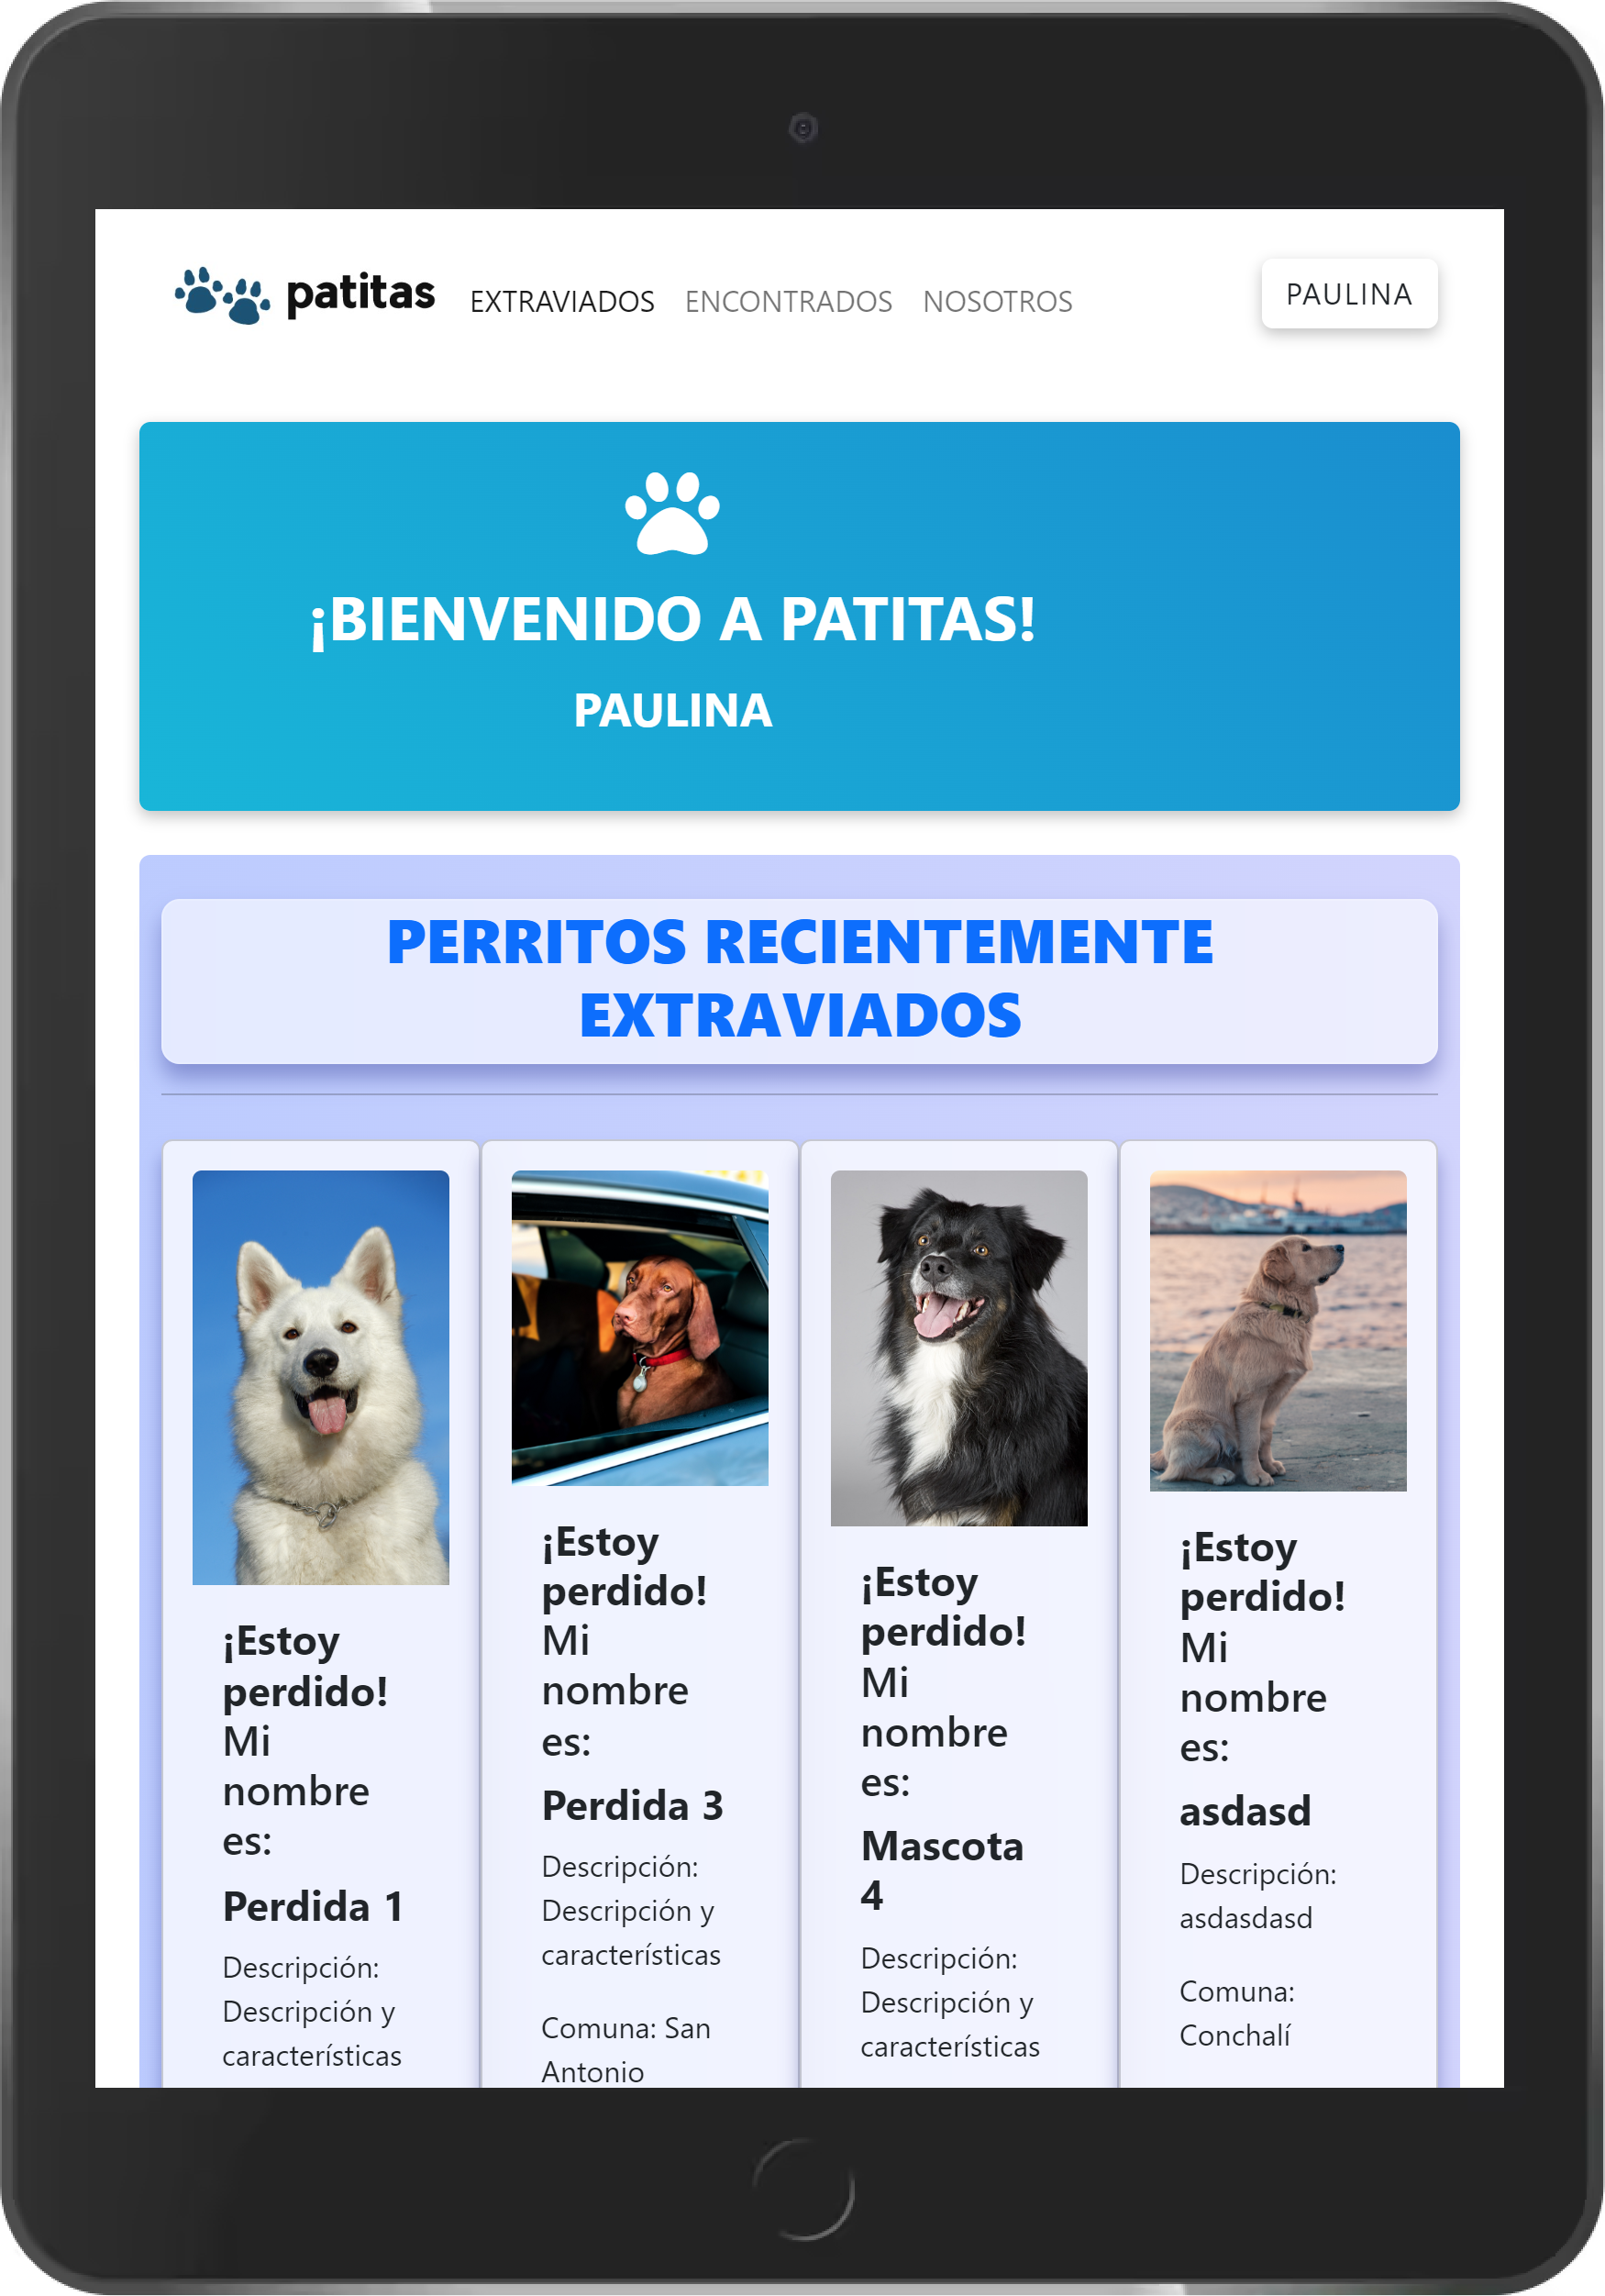 patitas
EXTRAVIADOS
ENCONTRADOS
NOSOTROS
PAULINA
¡BIENVENIDO A PATITAS!
PAULINA
PERRITOS RECIENTEMENTE
EXTRAVIADOS
¡Estoy
perdido!
Mi
nombre
es:
Perdida 1
Descripción:
Descripción y
características
¡Estoy
perdido!
Mi
nombre
es:
Perdida 3
Descripción:
Descripción y
características
Comuna: San
Antonio
¡Estoy
perdido!
Mi
nombre
es:
Mascota
4
Descripción:
Descripción y
características
¡Estoy
perdido!
Mi
nombre
es:
asdasd
Descripción:
asdasdasd
Comuna:
Conchalí